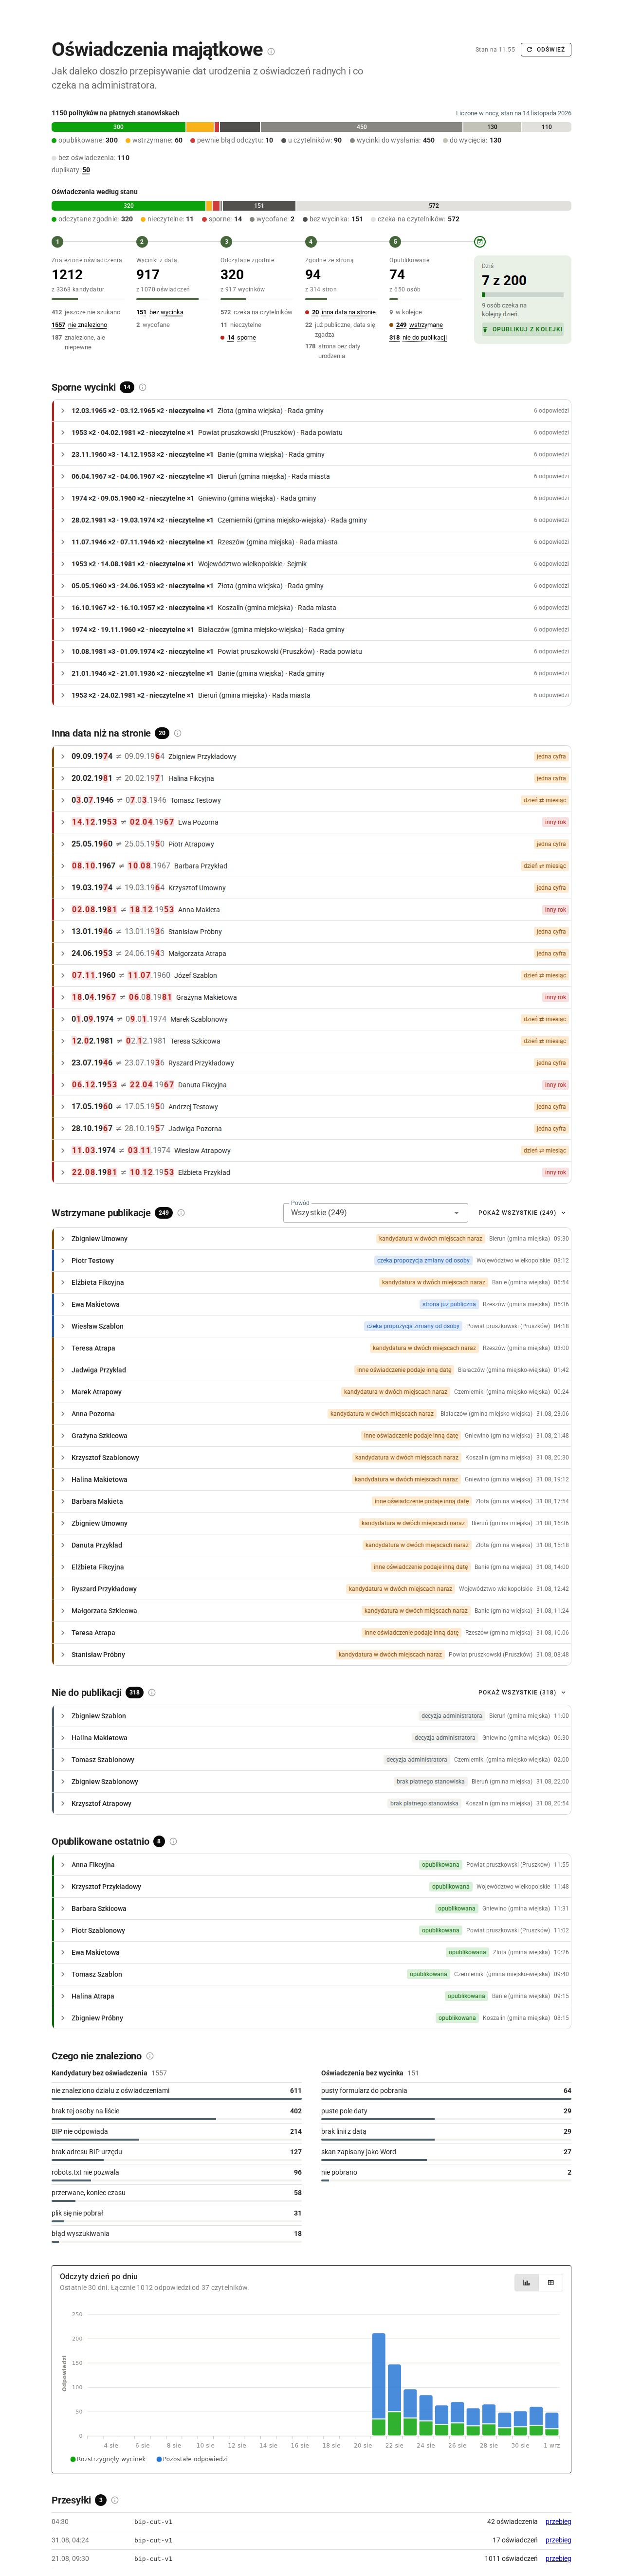 Oświadczenia majątkowe
Stan na 11:55
ODŚWIEŻ
Jak daleko doszło przepisywanie dat urodzenia z oświadczeń radnych i co
czeka na administratora.
1150 polityków na płatnych stanowiskach
Liczone w nocy, stan na 14 listopada 2026
300 450 130 110
opublikowane: 300 wstrzymane: 60 pewnie błąd odczytu: 10 u czytelników: 90 wycinki do wysłania: 450 do wycięcia: 130
bez oświadczenia: 110
duplikaty: 50
Oświadczenia według stanu
320 151 572
odczytane zgodnie: 320 nieczytelne: 11 sporne: 14 wycofane: 2 bez wycinka: 151 czeka na czytelników: 572
1
Znalezione oświadczenia
1212
z 3368 kandydatur
412 jeszcze nie szukano
1557 nie znaleziono
187 znalezione, ale
niepewne
2
Wycinki z datą
917
z 1070 oświadczeń
151 bez wycinka
2 wycofane
3
Odczytane zgodnie
320
z 917 wycinków
572 czeka na czytelników
11 nieczytelne
14 sporne
4
Zgodne ze stroną
94
z 314 stron
20 inna data na stronie
22 już publiczne, data się
zgadza
178 strona bez daty
urodzenia
5
Opublikowane
74
z 650 osób
9 w kolejce
249 wstrzymane
318 nie do publikacji
Dziś
7 z 200
9 osób czeka na
kolejny dzień.
OPUBLIKUJ Z KOLEJKI
Sporne wycinki 14
12.03.1965 ×2 · 03.12.1965 ×2 · nieczytelne ×1 Złota (gmina wiejska) · Rada gminy 6 odpowiedzi
1953 ×2 · 04.02.1981 ×2 · nieczytelne ×1 Powiat pruszkowski (Pruszków) · Rada powiatu 6 odpowiedzi
23.11.1960 ×3 · 14.12.1953 ×2 · nieczytelne ×1 Banie (gmina wiejska) · Rada gminy 6 odpowiedzi
06.04.1967 ×2 · 04.06.1967 ×2 · nieczytelne ×1 Bieruń (gmina miejska) · Rada miasta 6 odpowiedzi
1974 ×2 · 09.05.1960 ×2 · nieczytelne ×1 Gniewino (gmina wiejska) · Rada gminy 6 odpowiedzi
28.02.1981 ×3 · 19.03.1974 ×2 · nieczytelne ×1 Czemierniki (gmina miejsko-wiejska) · Rada gminy 6 odpowiedzi
11.07.1946 ×2 · 07.11.1946 ×2 · nieczytelne ×1 Rzeszów (gmina miejska) · Rada miasta 6 odpowiedzi
1953 ×2 · 14.08.1981 ×2 · nieczytelne ×1 Województwo wielkopolskie · Sejmik 6 odpowiedzi
05.05.1960 ×3 · 24.06.1953 ×2 · nieczytelne ×1 Złota (gmina wiejska) · Rada gminy 6 odpowiedzi
16.10.1967 ×2 · 16.10.1957 ×2 · nieczytelne ×1 Koszalin (gmina miejska) · Rada miasta 6 odpowiedzi
1974 ×2 · 19.11.1960 ×2 · nieczytelne ×1 Białaczów (gmina miejsko-wiejska) · Rada gminy 6 odpowiedzi
10.08.1981 ×3 · 01.09.1974 ×2 · nieczytelne ×1 Powiat pruszkowski (Pruszków) · Rada powiatu 6 odpowiedzi
21.01.1946 ×2 · 21.01.1936 ×2 · nieczytelne ×1 Banie (gmina wiejska) · Rada gminy 6 odpowiedzi
1953 ×2 · 24.02.1981 ×2 · nieczytelne ×1 Bieruń (gmina miejska) · Rada miasta 6 odpowiedzi
Inna data niż na stronie 20
09.09.1974 ≠ 09.09.1964 Zbigniew Przykładowy jedna cyfra
20.02.1981 ≠ 20.02.1971 Halina Fikcyjna jedna cyfra
03.07.1946 ≠ 07.03.1946 Tomasz Testowy dzień ⇄ miesiąc
14.12.1953 ≠ 02.04.1967 Ewa Pozorna inny rok
25.05.1960 ≠ 25.05.1950 Piotr Atrapowy jedna cyfra
08.10.1967 ≠ 10.08.1967 Barbara Przykład dzień ⇄ miesiąc
19.03.1974 ≠ 19.03.1964 Krzysztof Umowny jedna cyfra
02.08.1981 ≠ 18.12.1953 Anna Makieta inny rok
13.01.1946 ≠ 13.01.1936 Stanisław Próbny jedna cyfra
24.06.1953 ≠ 24.06.1943 Małgorzata Atrapa jedna cyfra
07.11.1960 ≠ 11.07.1960 Józef Szablon dzień ⇄ miesiąc
18.04.1967 ≠ 06.08.1981 Grażyna Makietowa inny rok
01.09.1974 ≠ 09.01.1974 Marek Szablonowy dzień ⇄ miesiąc
12.02.1981 ≠ 02.12.1981 Teresa Szkicowa dzień ⇄ miesiąc
23.07.1946 ≠ 23.07.1936 Ryszard Przykładowy jedna cyfra
06.12.1953 ≠ 22.04.1967 Danuta Fikcyjna inny rok
17.05.1960 ≠ 17.05.1950 Andrzej Testowy jedna cyfra
28.10.1967 ≠ 28.10.1957 Jadwiga Pozorna jedna cyfra
11.03.1974 ≠ 03.11.1974 Wiesław Atrapowy dzień ⇄ miesiąc
22.08.1981 ≠ 10.12.1953 Elżbieta Przykład inny rok
Wstrzymane publikacje 249
Powód
Wszystkie (249)
POKAŻ WSZYSTKIE (249)
Zbigniew Umowny kandydatura w dwóch miejscach naraz Bieruń (gmina miejska) 09:30
Piotr Testowy czeka propozycja zmiany od osoby Województwo wielkopolskie 08:12
Elżbieta Fikcyjna kandydatura w dwóch miejscach naraz Banie (gmina wiejska) 06:54
Ewa Makietowa strona już publiczna Rzeszów (gmina miejska) 05:36
Wiesław Szablon czeka propozycja zmiany od osoby Powiat pruszkowski (Pruszków) 04:18
Teresa Atrapa kandydatura w dwóch miejscach naraz Rzeszów (gmina miejska) 03:00
Jadwiga Przykład inne oświadczenie podaje inną datę Białaczów (gmina miejsko-wiejska) 01:42
Marek Atrapowy kandydatura w dwóch miejscach naraz Czemierniki (gmina miejsko-wiejska) 00:24
Anna Pozorna kandydatura w dwóch miejscach naraz Białaczów (gmina miejsko-wiejska) 31.08, 23:06
Grażyna Szkicowa inne oświadczenie podaje inną datę Gniewino (gmina wiejska) 31.08, 21:48
Krzysztof Szablonowy kandydatura w dwóch miejscach naraz Koszalin (gmina miejska) 31.08, 20:30
Halina Makietowa kandydatura w dwóch miejscach naraz Gniewino (gmina wiejska) 31.08, 19:12
Barbara Makieta inne oświadczenie podaje inną datę Złota (gmina wiejska) 31.08, 17:54
Zbigniew Umowny kandydatura w dwóch miejscach naraz Bieruń (gmina miejska) 31.08, 16:36
Danuta Przykład kandydatura w dwóch miejscach naraz Złota (gmina wiejska) 31.08, 15:18
Elżbieta Fikcyjna inne oświadczenie podaje inną datę Banie (gmina wiejska) 31.08, 14:00
Ryszard Przykładowy kandydatura w dwóch miejscach naraz Województwo wielkopolskie 31.08, 12:42
Małgorzata Szkicowa kandydatura w dwóch miejscach naraz Banie (gmina wiejska) 31.08, 11:24
Teresa Atrapa inne oświadczenie podaje inną datę Rzeszów (gmina miejska) 31.08, 10:06
Stanisław Próbny kandydatura w dwóch miejscach naraz Powiat pruszkowski (Pruszków) 31.08, 08:48
Nie do publikacji 318
POKAŻ WSZYSTKIE (318)
Zbigniew Szablon decyzja administratora Bieruń (gmina miejska) 11:00
Halina Makietowa decyzja administratora Gniewino (gmina wiejska) 06:30
Tomasz Szablonowy decyzja administratora Czemierniki (gmina miejsko-wiejska) 02:00
Zbigniew Szablonowy brak płatnego stanowiska Bieruń (gmina miejska) 31.08, 22:00
Krzysztof Atrapowy brak płatnego stanowiska Koszalin (gmina miejska) 31.08, 20:54
Opublikowane ostatnio 8
Anna Fikcyjna opublikowana Powiat pruszkowski (Pruszków) 11:55
Krzysztof Przykładowy opublikowana Województwo wielkopolskie 11:48
Barbara Szkicowa opublikowana Gniewino (gmina wiejska) 11:31
Piotr Szablonowy opublikowana Powiat pruszkowski (Pruszków) 11:02
Ewa Makietowa opublikowana Złota (gmina wiejska) 10:26
Tomasz Szablon opublikowana Czemierniki (gmina miejsko-wiejska) 09:40
Halina Atrapa opublikowana Banie (gmina wiejska) 09:15
Zbigniew Próbny opublikowana Koszalin (gmina miejska) 08:15
Czego nie znaleziono
Kandydatury bez oświadczenia 1557
nie znaleziono działu z oświadczeniami 611
brak tej osoby na liście 402
BIP nie odpowiada 214
brak adresu BIP urzędu 127
robots.txt nie pozwala 96
przerwane, koniec czasu 58
plik się nie pobrał 31
błąd wyszukiwania 18
Oświadczenia bez wycinka 151
pusty formularz do pobrania 64
puste pole daty 29
brak linii z datą 29
skan zapisany jako Word 27
nie pobrano 2
Odczyty dzień po dniu
Ostatnie 30 dni. Łącznie 1012 odpowiedzi od 37 czytelników.
Odpowiedzi
250
200
150
100
50
0
4 sie 6 sie 8 sie 10 sie 12 sie 14 sie 16 sie 18 sie 20 sie 22 sie 24 sie 26 sie 28 sie 30 sie 1 wrz
Rozstrzygnęły wycinek Pozostałe odpowiedzi
Przesyłki 3
04:30 bip-cut-v1 42 oświadczenia przebieg
31.08, 04:24 bip-cut-v1 17 oświadczeń przebieg
21.08, 09:30 bip-cut-v1 1011 oświadczeń przebieg